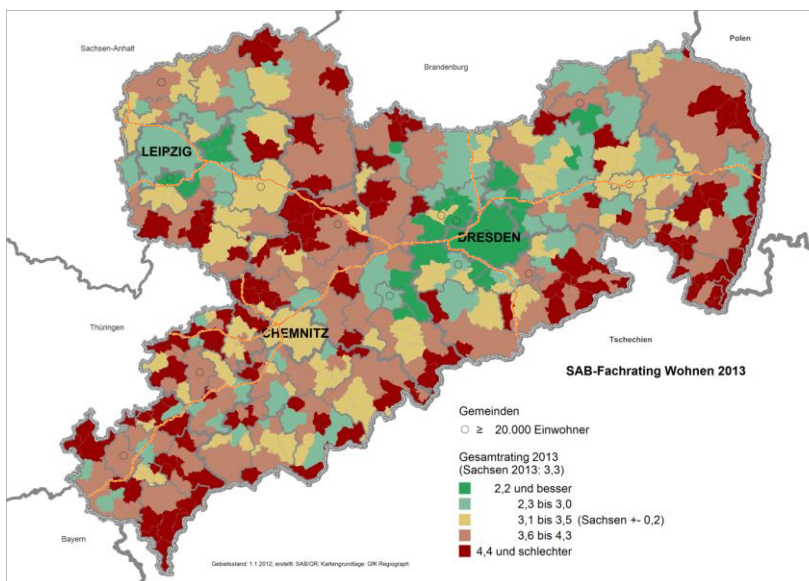 Sachsen-Anhalt
Polen
Brandenburg
LEIPZIG
DRESDEN
Thüringen
CHEMNITZ
Tschechien
SAB-Fachrating Wohnen 2013
Gemeinden
≥ 20.000 Einwohner
Gesamtrating 2013
(Sachsen 2013: 3,3)
2,2 und besser
2,3 bis 3,0
3,1 bis 3,5 (Sachsen +- 0,2)
3,6 bis 4,3
4,4 und schlechter
Bayern
Gebietsstand: 1.1.2012; erstellt: SAB/GR; Kartengrundlage: GfK Regiograph